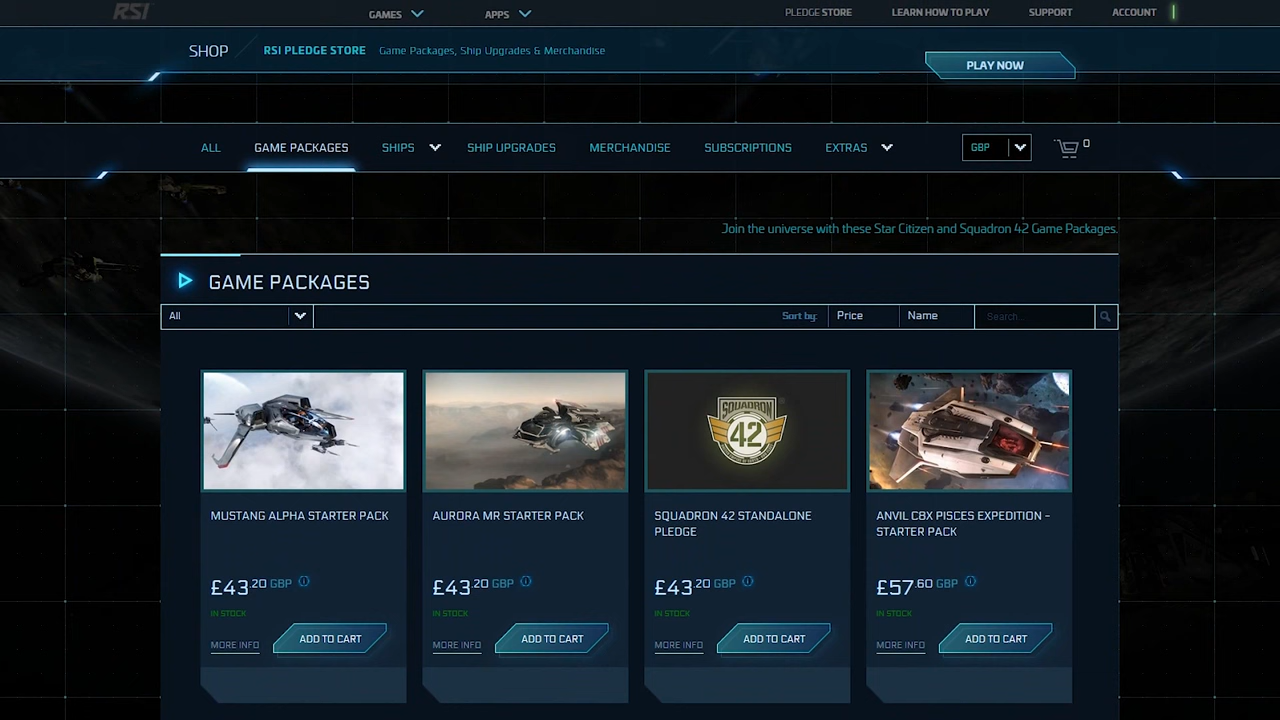 RSI
GAMES
APPS
PLEDGE STORE
LEARN HOW TO PLAY
SUPPORT
ACCOUNT
SHOP
RSI PLEDGE STORE
Game Packages, Ship Upgrades & Merchandise
PLAY NOW
ALL
GAME PACKAGES
SHIPS
SHIP UPGRADES
MERCHANDISE
SUBSCRIPTIONS
EXTRAS
GBP
0
Join the universe with these Star Citizen and Squadron 42 Game Packages.
GAME PACKAGES
All
Sort by:
Price
Name
Search...
SQUADRON
42
MUSTANG ALPHA STARTER PACK
£43.20 GBP
IN STOCK
MORE INFO
ADD TO CART
AURORA MR STARTER PACK
£43.20 GBP
IN STOCK
MORE INFO
ADD TO CART
SQUADRON 42 STANDALONE
PLEDGE
£43.20 GBP
IN STOCK
MORE INFO
ADD TO CART
ANVIL C8X PISCES EXPEDITION -
STARTER PACK
£57.60 GBP
IN STOCK
MORE INFO
ADD TO CART